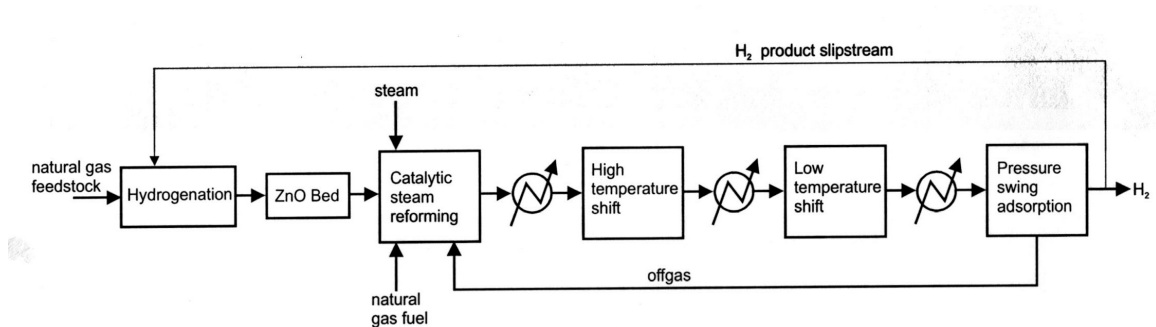 H₂ product slipstream
steam
natural gas
feedstock
Hydrogenation
ZnO Bed
Catalytic
steam
reforming
High
temperature
shift
Low
temperature
shift
Pressure
swing
adsorption
H₂
offgas
natural
gas fuel